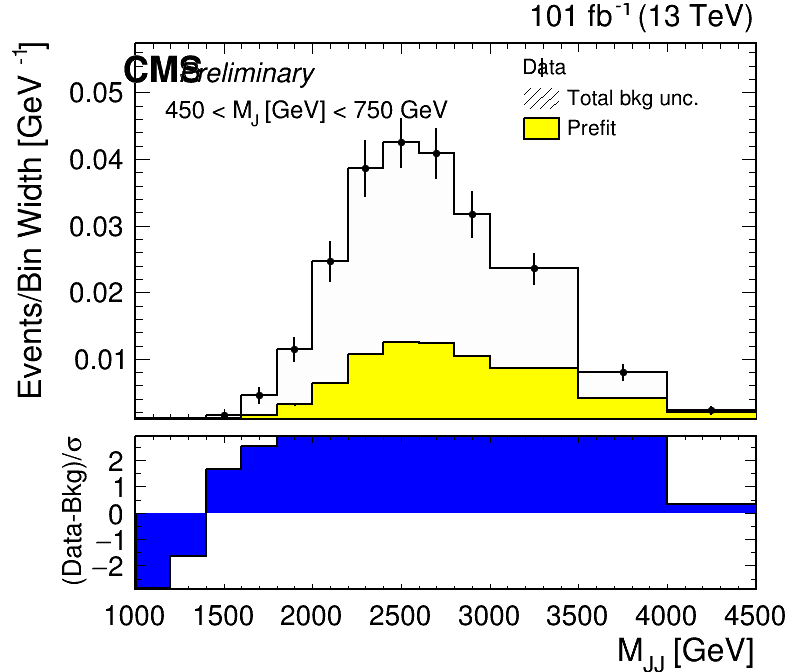 101 fb⁻¹ (13 TeV)
CMS Preliminary
Data
450 < M_J [GeV] < 750 GeV
Total bkg unc.
Prefit
Events/Bin Width [GeV⁻¹]
0.05
0.04
0.03
0.02
0.01
(Data-Bkg)/σ
2
1
0
−1
−2
1000 1500 2000 2500 3000 3500 4000 4500
M_JJ [GeV]